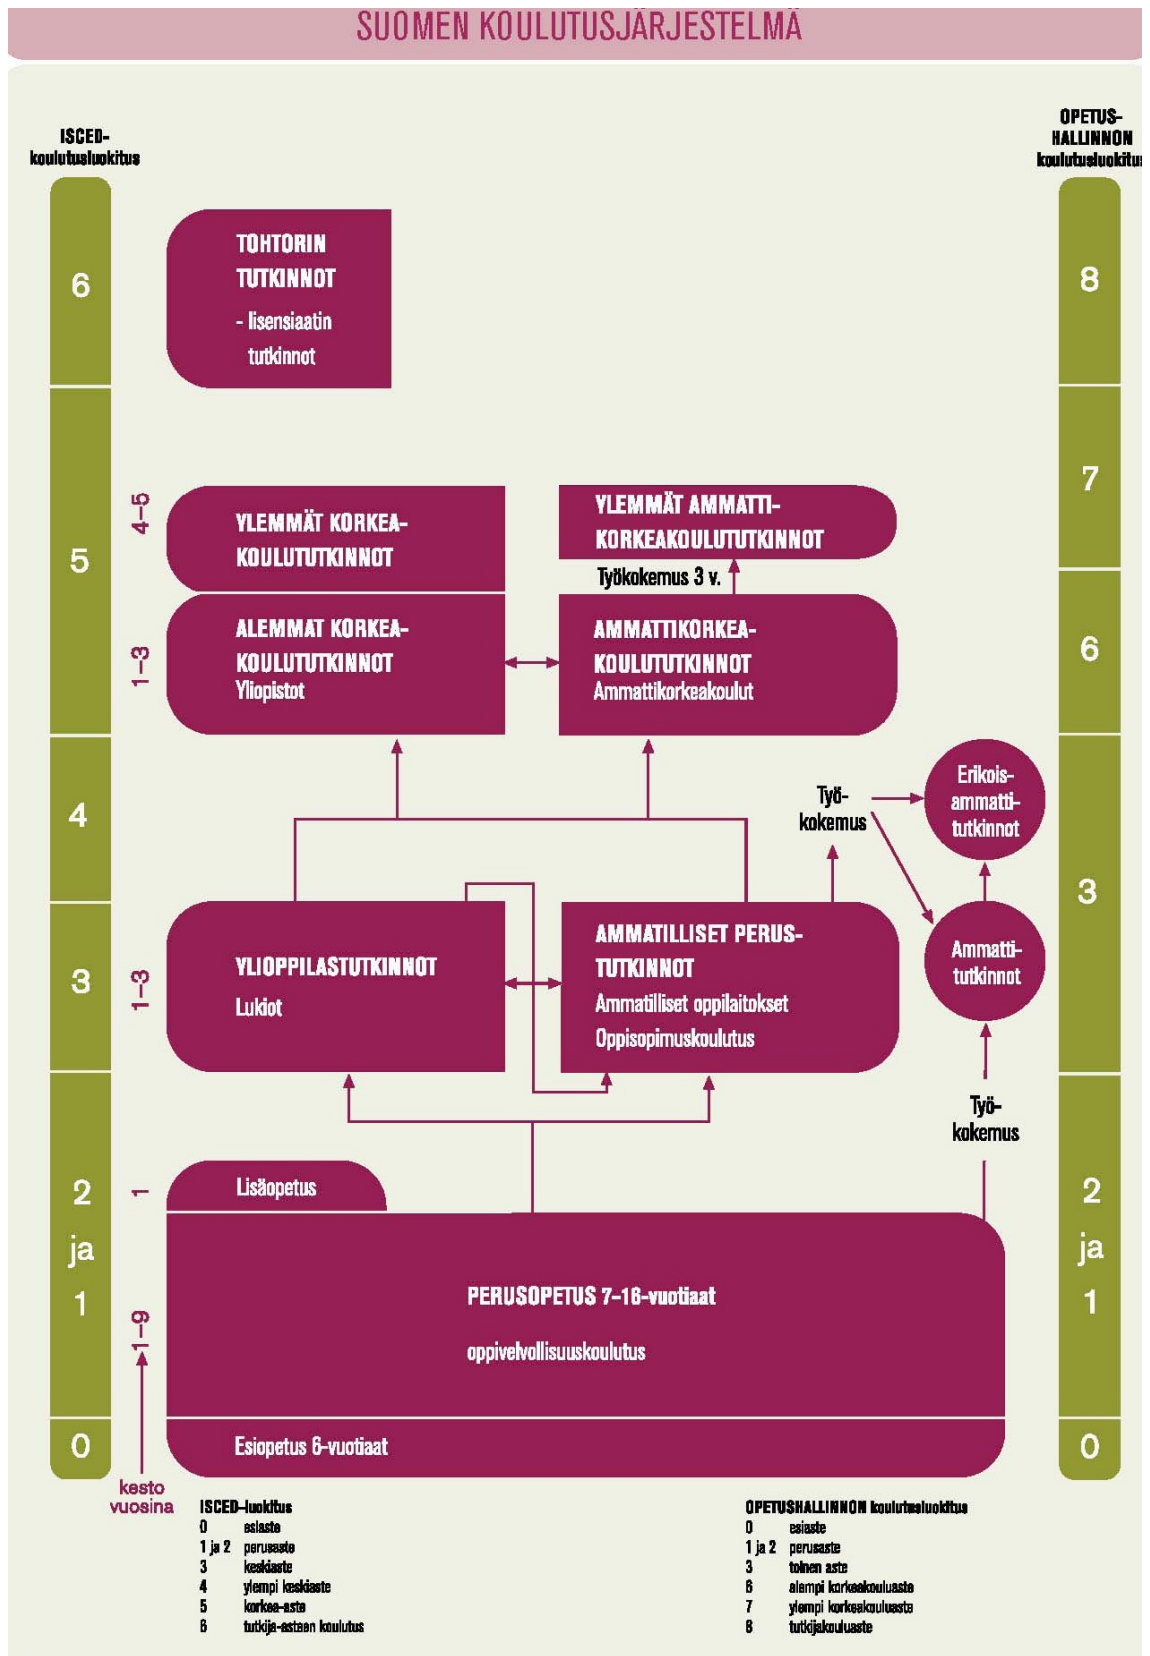 SUOMEN KOULUTUSJÄRJESTELMÄ
ISCED-
koulutusluokitus
OPETUS-
HALLINNON
koulutusluokitus
6
5
4
3
2
ja
1
0
8
7
6
3
2
ja
1
0
4–5
1–3
1–3
1
1–9
kesto
vuosina
TOHTORIN
TUTKINNOT
- lisensiaatin
tutkinnot
YLEMMÄT KORKEA-
KOULUTUTKINNOT
YLEMMÄT AMMATTI-
KORKEAKOULUTUTKINNOT
Työkokemus 3 v.
ALEMMAT KORKEA-
KOULUTUTKINNOT
Yliopistot
AMMATTIKORKEA-
KOULUTUTKINNOT
Ammattikorkeakoulut
Työ-
kokemus
Erikois-
ammatti-
tutkinnot
YLIOPPILASTUTKINNOT
Lukiot
AMMATILLISET PERUS-
TUTKINNOT
Ammatilliset oppilaitokset
Oppisopimuskoulutus
Ammatti-
tutkinnot
Työ-
kokemus
Lisäopetus
PERUSOPETUS 7–16-vuotiaat
oppivelvollisuuskoulutus
Esiopetus 6-vuotiaat
ISCED-luokitus
0 esiaste
1 ja 2 perusaste
3 keskiaste
4 ylempi keskiaste
5 korkea-aste
6 tutkija-asteen koulutus
OPETUSHALLINNON koulutusluokitus
0 esiaste
1 ja 2 perusaste
3 toinen aste
6 alempi korkeakouluaste
7 ylempi korkeakouluaste
8 tutkijakouluaste